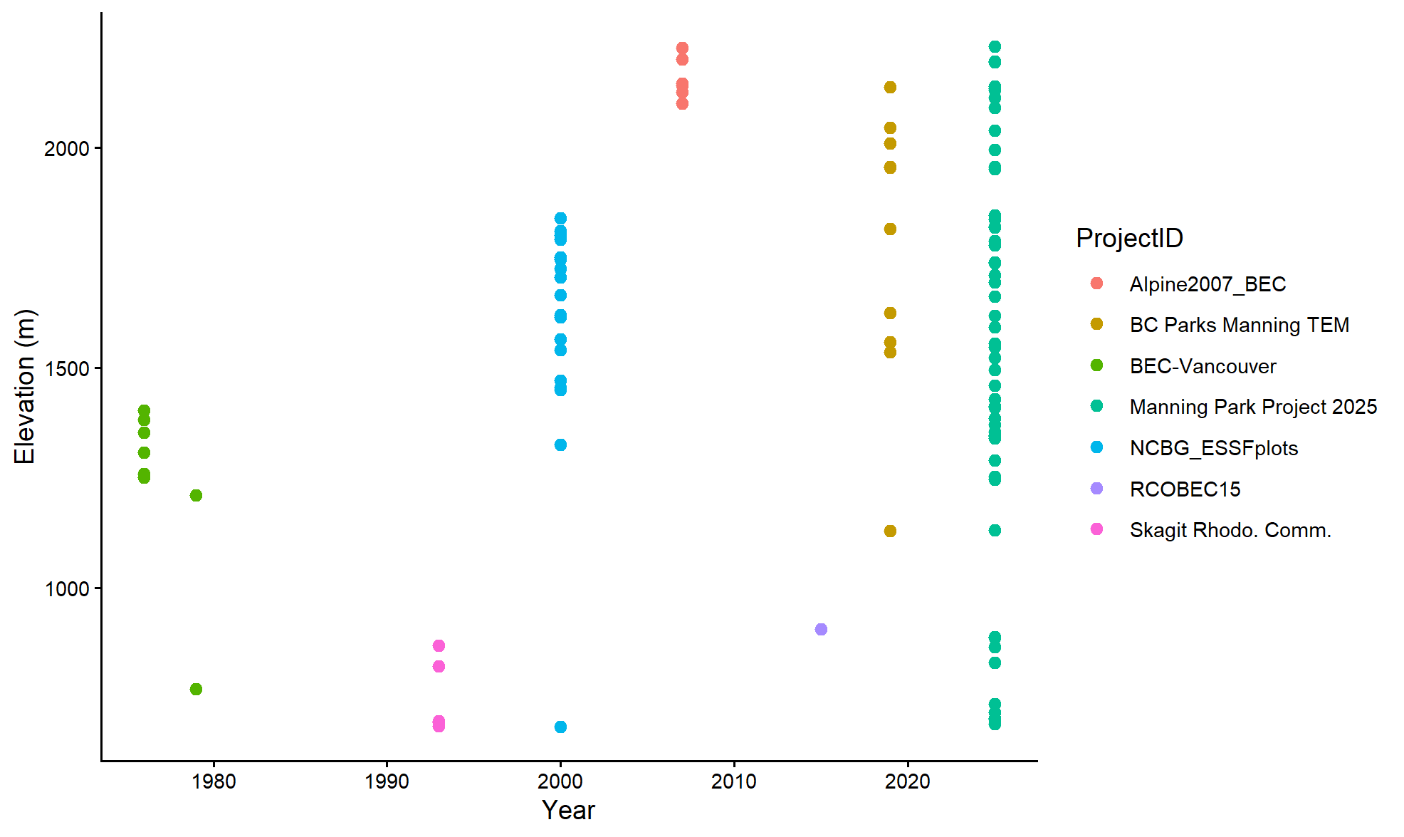 2000
1500
1000
Elevation (m)
1980 1990 2000 2010 2020
Year
ProjectID
Alpine2007_BEC
BC Parks Manning TEM
BEC-Vancouver
Manning Park Project 2025
NCBG_ESSFplots
RCOBEC15
Skagit Rhodo. Comm.